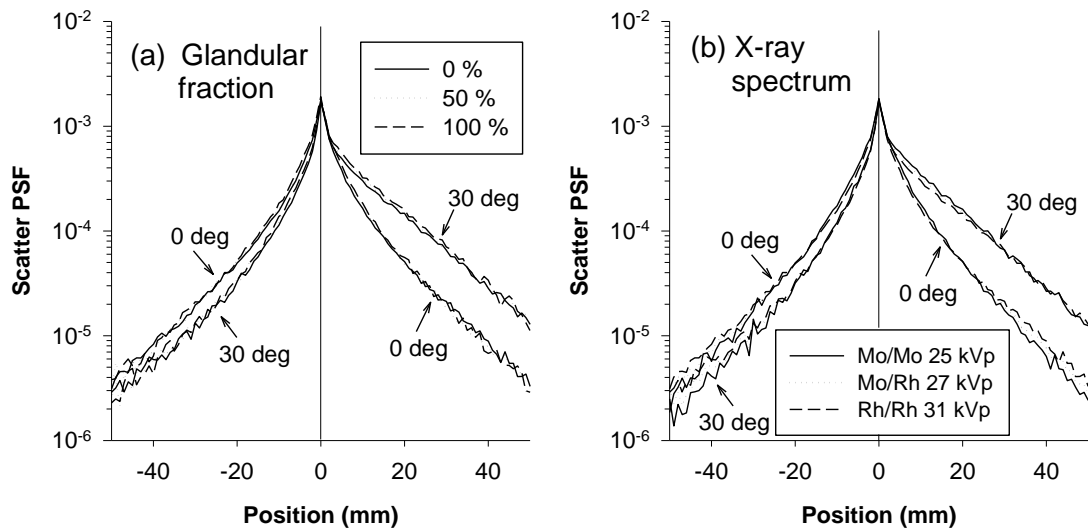 (a) Glandular
fraction
0 %
50 %
100 %
0 deg
30 deg
30 deg
0 deg
10-2
10-3
10-4
10-5
10-6
Scatter PSF
-40
-20
0
20
40
Position (mm)
(b) X-ray
spectrum
0 deg
30 deg
0 deg
30 deg
Mo/Mo 25 kVp
Mo/Rh 27 kVp
Rh/Rh 31 kVp
10-2
10-3
10-4
10-5
10-6
Scatter PSF
-40
-20
0
20
40
Position (mm)